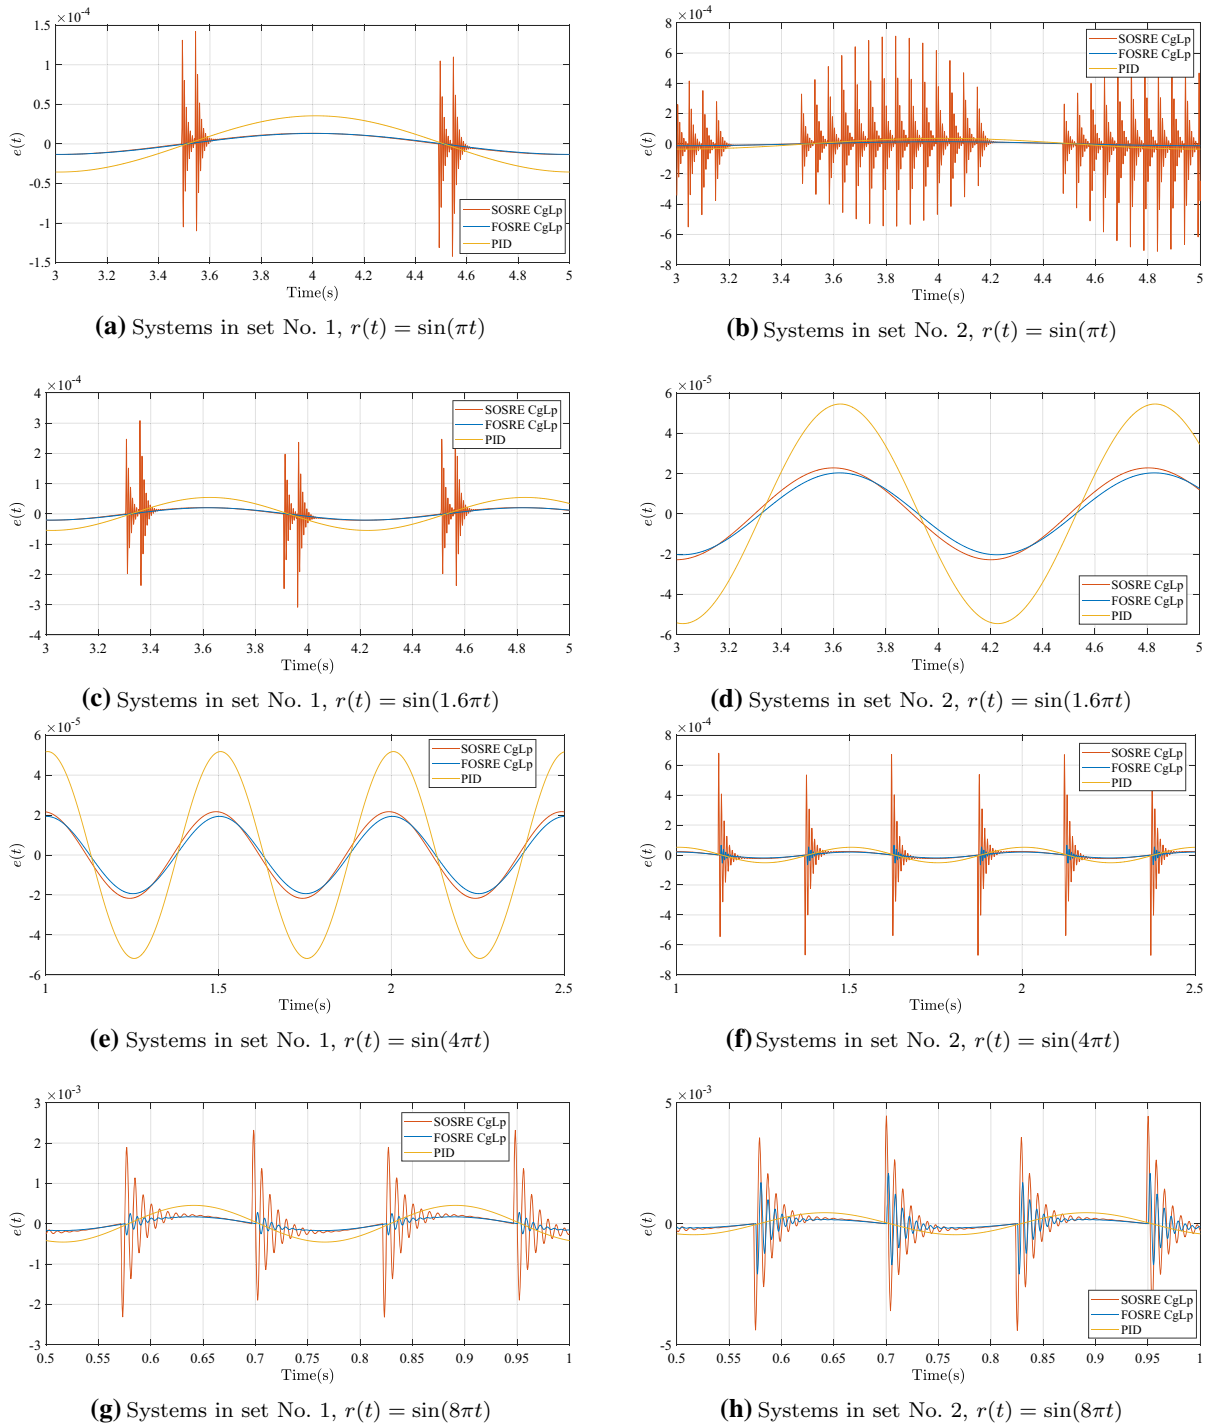 ×10-4
1.5
1
0.5
0
-0.5
-1
-1.5
e(t)
SOSRE CgLp
FOSRE CgLp
PID
3 3.2 3.4 3.6 3.8 4 4.2 4.4 4.6 4.8 5
Time(s)
(a) Systems in set No. 1, r(t) = sin(πt)
×10-4
8
6
4
2
0
-2
-4
-6
-8
e(t)
SOSRE CgLp
FOSRE CgLp
PID
3 3.2 3.4 3.6 3.8 4 4.2 4.4 4.6 4.8 5
Time(s)
(b) Systems in set No. 2, r(t) = sin(πt)
×10-4
4
3
2
1
0
-1
-2
-3
-4
e(t)
SOSRE CgLp
FOSRE CgLp
PID
3 3.2 3.4 3.6 3.8 4 4.2 4.4 4.6 4.8 5
Time(s)
(c) Systems in set No. 1, r(t) = sin(1.6πt)
×10-5
6
4
2
0
-2
-4
-6
e(t)
SOSRE CgLp
FOSRE CgLp
PID
3 3.2 3.4 3.6 3.8 4 4.2 4.4 4.6 4.8 5
Time(s)
(d) Systems in set No. 2, r(t) = sin(1.6πt)
×10-5
6
4
2
0
-2
-4
-6
e(t)
SOSRE CgLp
FOSRE CgLp
PID
1 1.5 2 2.5
Time(s)
(e) Systems in set No. 1, r(t) = sin(4πt)
×10-4
8
6
4
2
0
-2
-4
-6
-8
e(t)
SOSRE CgLp
FOSRE CgLp
PID
1 1.5 2 2.5
Time(s)
(f) Systems in set No. 2, r(t) = sin(4πt)
×10-3
3
2
1
0
-1
-2
-3
e(t)
SOSRE CgLp
FOSRE CgLp
PID
0.5 0.55 0.6 0.65 0.7 0.75 0.8 0.85 0.9 0.95 1
Time(s)
(g) Systems in set No. 1, r(t) = sin(8πt)
×10-3
5
0
-5
e(t)
SOSRE CgLp
FOSRE CgLp
PID
0.5 0.55 0.6 0.65 0.7 0.75 0.8 0.85 0.9 0.95 1
Time(s)
(h) Systems in set No. 2, r(t) = sin(8πt)